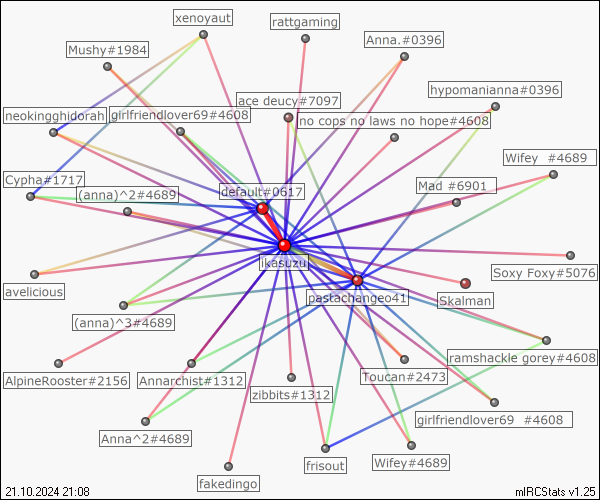 xenoyaut
rattgaming
Anna.#0396
Mushy#1984
hypomanianna#0396
ace deucy#7097
neokingghidorah
girlfriendlover69#4608
no cops no laws no hope#4608
Wifey #4689
Cypha#1717
(anna)^2#4689
default#0617
Mad #6901
ikasuzu
Soxy Foxy#5076
avelicious
pastachangeo41
Skalman
(anna)^3#4689
ramshackle gorey#4608
AlpineRooster#2156
Annarchist#1312
Toucan#2473
zibbits#1312
girlfriendlover69 #4608
Anna^2#4689
frisout
Wifey#4689
fakedingo
21.10.2024 21:08
mIRCStats v1.25